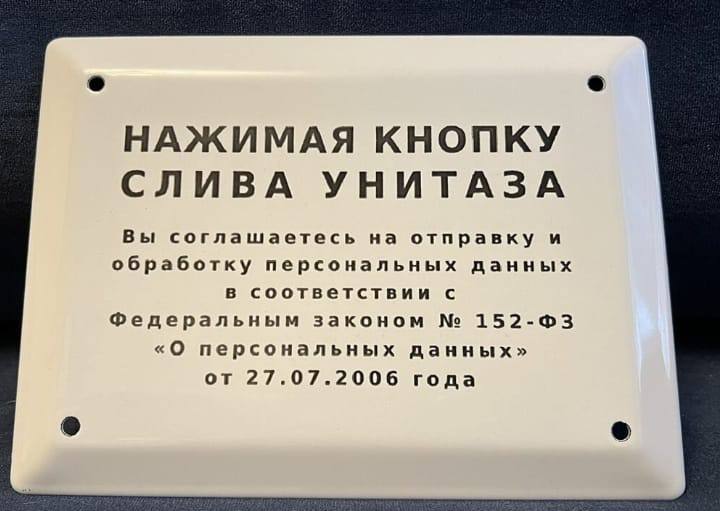 НАЖИМАЯ КНОПКУ
СЛИВА УНИТАЗА
Вы соглашаетесь на отправку и
обработку персональных данных
в соответствии с
Федеральным законом № 152-ФЗ
«О персональных данных»
от 27.07.2006 года